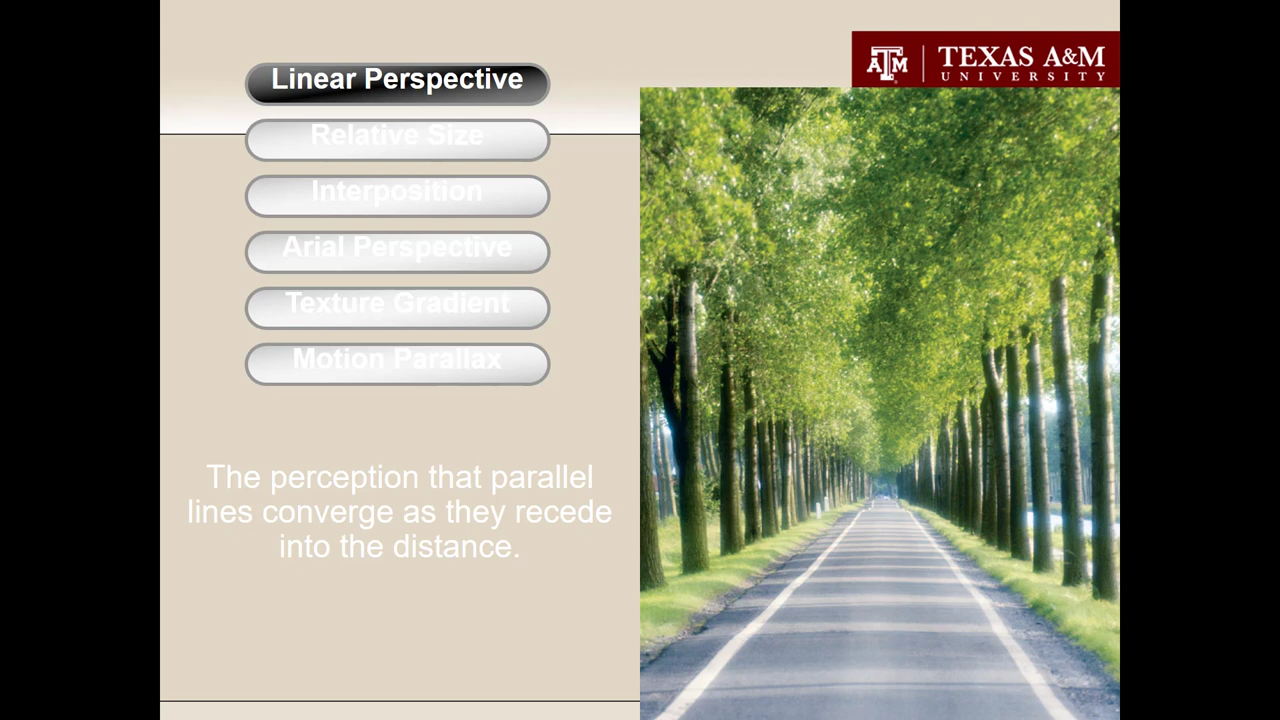 TEXAS A&M
UNIVERSITY
Linear Perspective
Relative Size
Interposition
Arial Perspective
Texture Gradient
Motion Parallax
The perception that parallel
lines converge as they recede
into the distance.